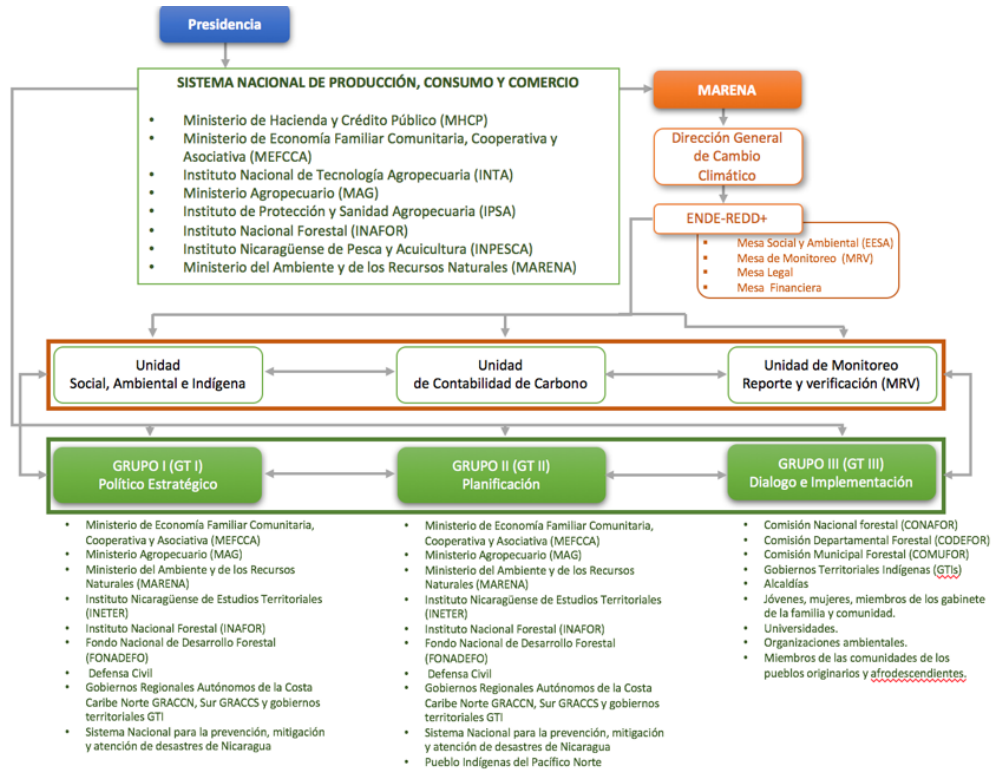 Presidencia
SISTEMA NACIONAL DE PRODUCCIÓN, CONSUMO Y COMERCIO
• Ministerio de Hacienda y Crédito Público (MHCP)
• Ministerio de Economía Familiar Comunitaria, Cooperativa y
Asociativa (MEFCCA)
• Instituto Nacional de Tecnología Agropecuaria (INTA)
• Ministerio Agropecuario (MAG)
• Instituto de Protección y Sanidad Agropecuaria (IPSA)
• Instituto Nacional Forestal (INAFOR)
• Instituto Nicaragüense de Pesca y Acuicultura (INPESCA)
• Ministerio del Ambiente y de los Recursos Naturales (MARENA)
MARENA
Dirección General
de Cambio
Climático
ENDE-REDD+
▪ Mesa Social y Ambiental (EESA)
▪ Mesa de Monitoreo (MRV)
▪ Mesa Legal
▪ Mesa Financiera
Unidad
Social, Ambiental e Indígena
Unidad
de Contabilidad de Carbono
Unidad de Monitoreo
Reporte y verificación (MRV)
GRUPO I (GT I)
Político Estratégico
GRUPO II (GT II)
Planificación
GRUPO III (GT III)
Dialogo e Implementación
• Ministerio de Economía Familiar Comunitaria,
Cooperativa y Asociativa (MEFCCA)
• Ministerio Agropecuario (MAG)
• Ministerio del Ambiente y de los Recursos
Naturales (MARENA)
• Instituto Nicaragüense de Estudios Territoriales
(INETER)
• Instituto Nacional Forestal (INAFOR)
• Fondo Nacional de Desarrollo Forestal
(FONADEFO)
• Defensa Civil
• Gobiernos Regionales Autónomos de la Costa
Caribe Norte GRACCN, Sur GRACCS y gobiernos
territoriales GTI
• Sistema Nacional para la prevención, mitigación
y atención de desastres de Nicaragua
• Ministerio de Economía Familiar Comunitaria,
Cooperativa y Asociativa (MEFCCA)
• Ministerio Agropecuario (MAG)
• Ministerio del Ambiente y de los Recursos
Naturales (MARENA)
• Instituto Nicaragüense de Estudios Territoriales
(INETER)
• Instituto Nacional Forestal (INAFOR)
• Fondo Nacional de Desarrollo Forestal
(FONADEFO)
• Defensa Civil
• Gobiernos Regionales Autónomos de la Costa
Caribe Norte GRACCN, Sur GRACCS y gobiernos
territoriales GTI
• Sistema Nacional para la prevención, mitigación
y atención de desastres de Nicaragua
• Pueblo Indígenas del Pacífico Norte
• Comisión Nacional forestal (CONAFOR)
• Comisión Departamental Forestal (CODEFOR)
• Comisión Municipal Forestal (COMUFOR)
• Gobiernos Territoriales Indígenas (GTIs)
• Alcaldías
• Jóvenes, mujeres, miembros de los gabinete
de la familia y comunidad.
• Universidades.
• Organizaciones ambientales.
• Miembros de las comunidades de los
pueblos originarios y afrodescendientes.